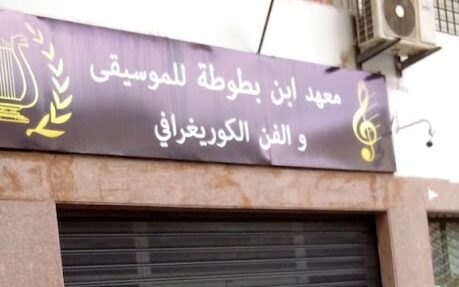 معهد ابن بطوطة للموسيقى
و الفن الكوريغرافي